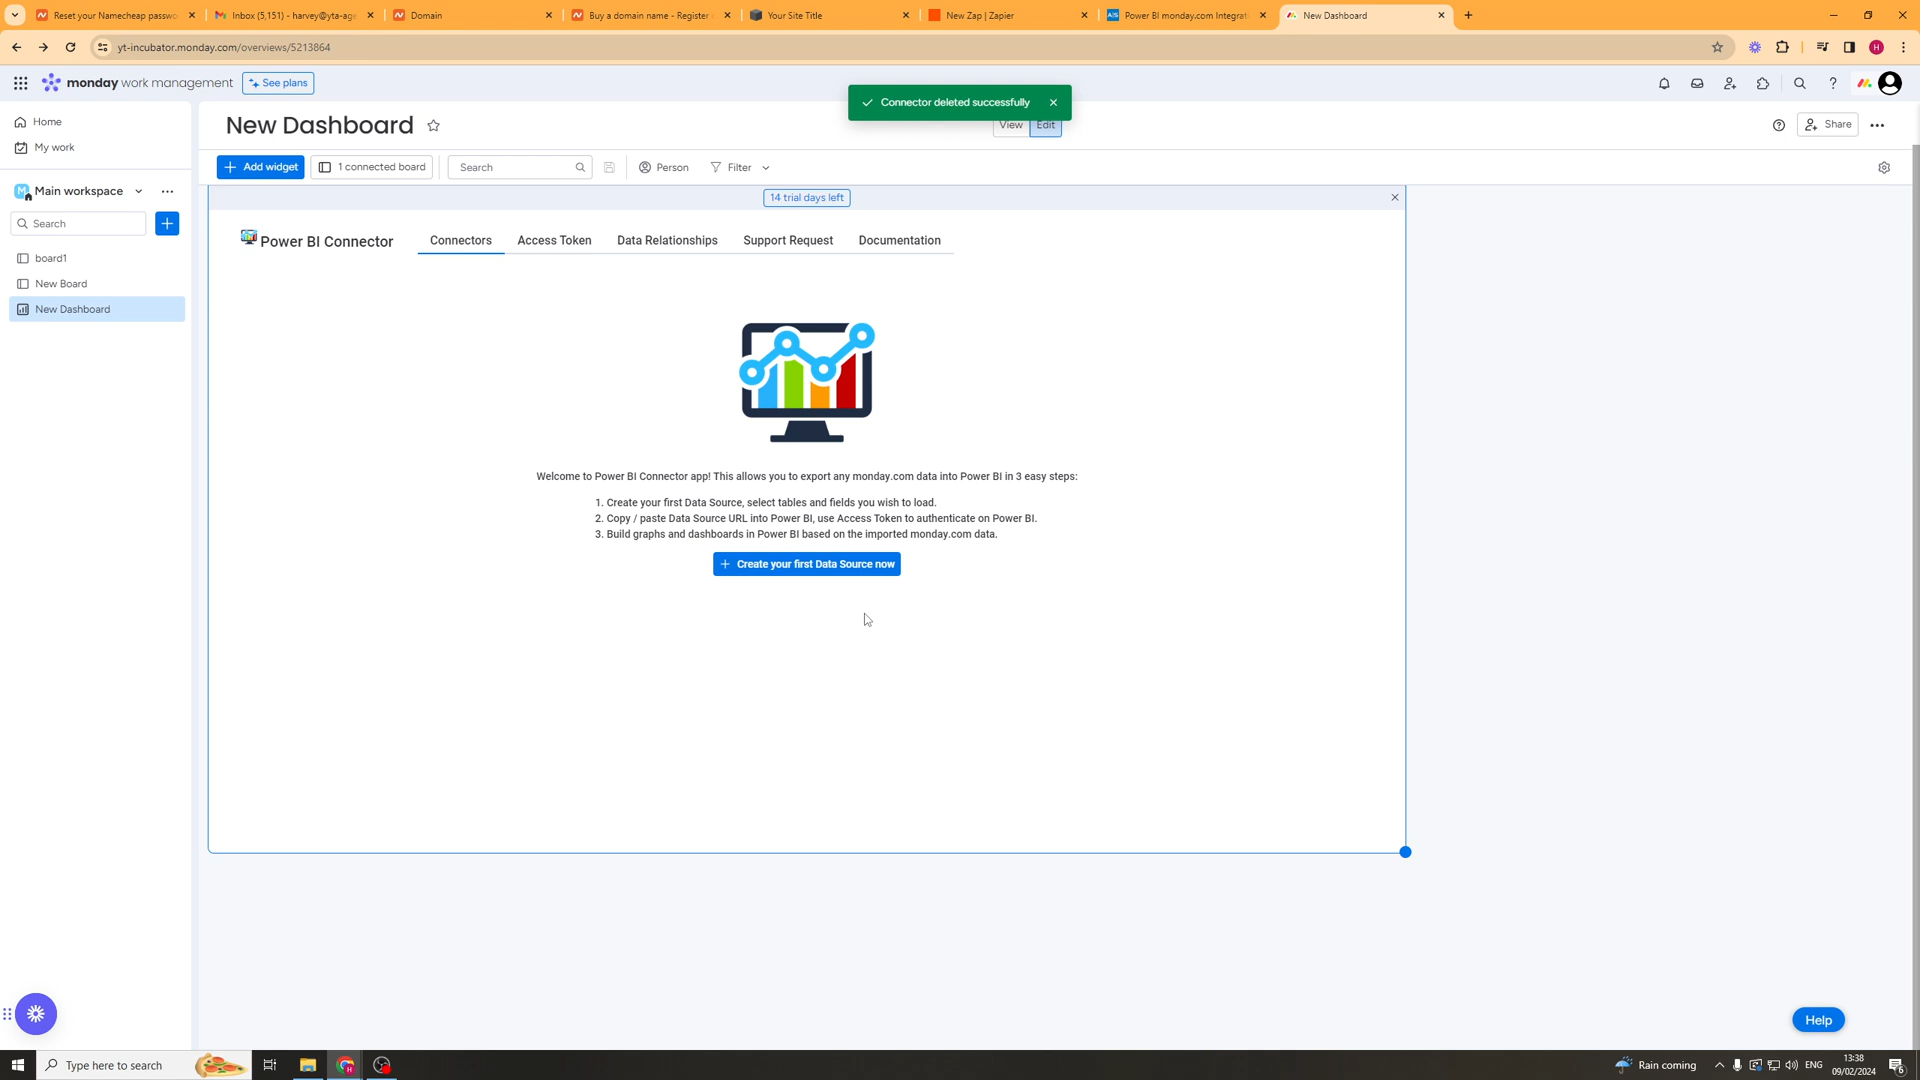 Reset your Namecheap passwo
Inbox (5,151) - harvey@yta-age
Domain
Buy a domain name - Register
Your Site Title
New Zap | Zapier
Power BI monday.com Integrati
New Dashboard
yt-incubator.monday.com/overviews/5213864
H
monday work management
See plans
Connector deleted successfully
Home
My work
New Dashboard
View
Edit
Share
Add widget
1 connected board
Search
Person
Filter
M
Main workspace
Search
board1
New Board
New Dashboard
14 trial days left
Power BI Connector
Connectors
Access Token
Data Relationships
Support Request
Documentation
Welcome to Power BI Connector app! This allows you to export any monday.com data into Power BI in 3 easy steps:
1. Create your first Data Source, select tables and fields you wish to load.
2. Copy / paste Data Source URL into Power BI, use Access Token to authenticate on Power BI.
3. Build graphs and dashboards in Power BI based on the imported monday.com data.
+ Create your first Data Source now
Help
Type here to search
Rain coming
ENG
13:38
09/02/2024
6